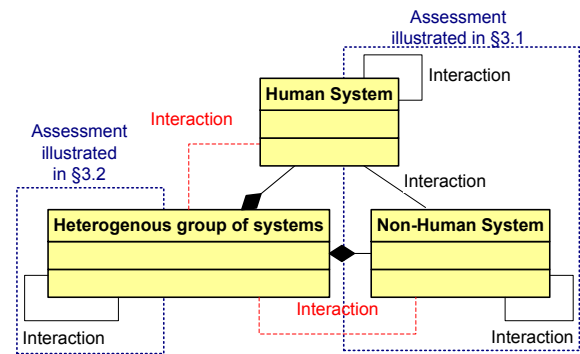 Assessment
illustrated in §3.1
Interaction
Human System
Interaction
Assessment
illustrated
in §3.2
Interaction
Heterogenous group of systems
Non-Human System
Interaction
Interaction
Interaction